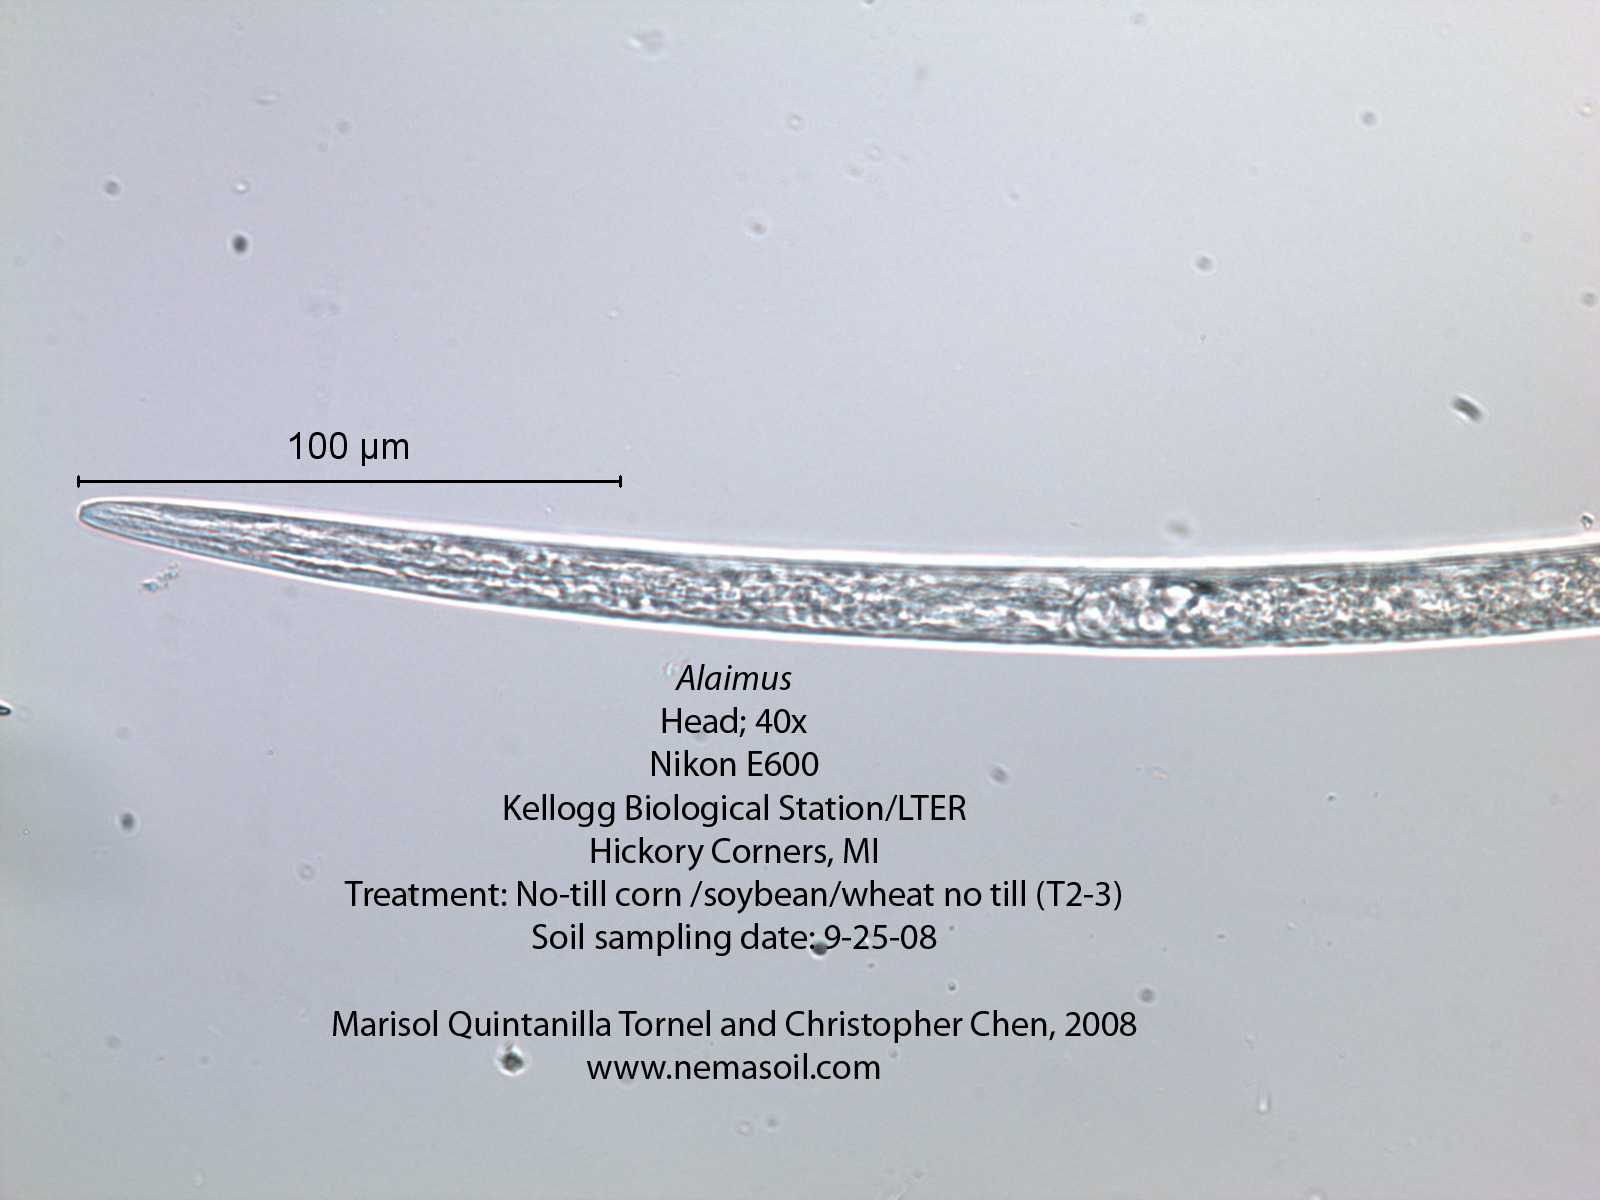 100 µm
Alaimus
Head; 40x
Nikon E600
Kellogg Biological Station/LTER
Hickory Corners, MI
Treatment: No-till corn /soybean/wheat no till (T2-3)
Soil sampling date: 9-25-08
Marisol Quintanilla Tornel and Christopher Chen, 2008
www.nemasoil.com